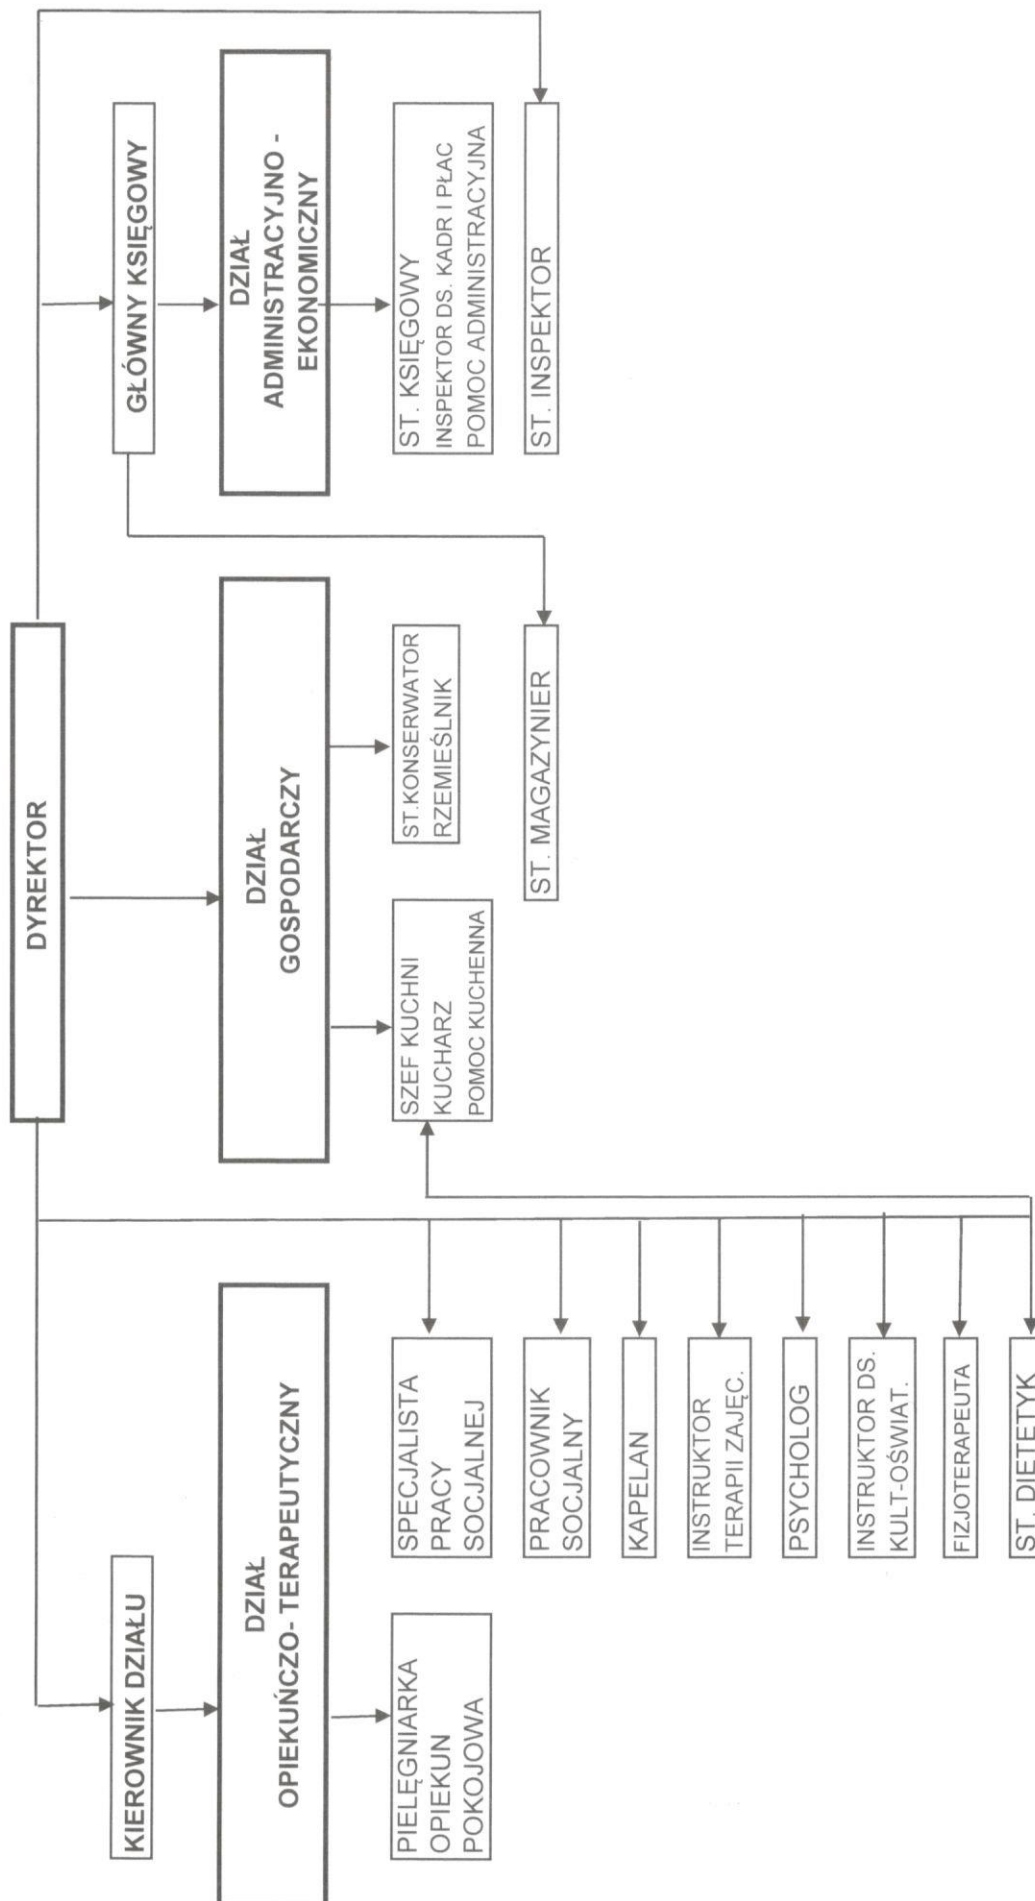 DYREKTOR
KIEROWNIK DZIAŁU
GŁÓWNY KSIĘGOWY
DZIAŁ
OPIEKUŃCZO- TERAPEUTYCZNY
DZIAŁ
GOSPODARCZY
DZIAŁ
ADMINISTRACYJNO -
EKONOMICZNY
PIELĘGNIARKA
OPIEKUN
POKOJOWA
SPECJALISTA
PRACY
SOCJALNEJ
SZEF KUCHNI
KUCHARZ
POMOC KUCHENNA
ST.KONSERWATOR
RZEMIEŚLNIK
ST. KSIĘGOWY
INSPEKTOR DS. KADR I PŁAC
POMOC ADMINISTRACYJNA
PRACOWNIK
SOCJALNY
ST. MAGAZYNIER
ST. INSPEKTOR
KAPELAN
INSTRUKTOR
TERAPII ZAJĘC.
PSYCHOLOG
INSTRUKTOR DS.
KULT-OŚWIAT.
FIZJOTERAPEUTA
ST. DIETETYK